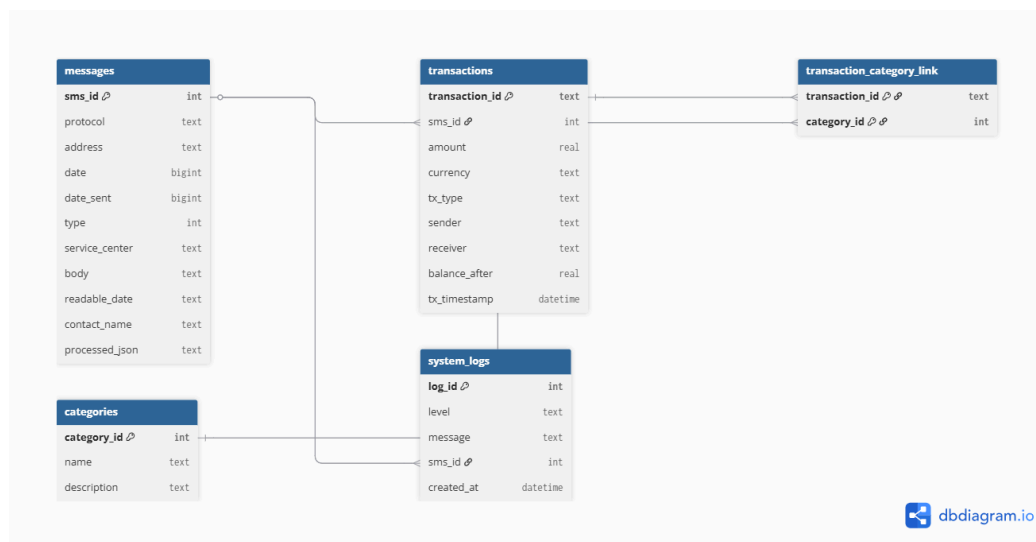 messages
sms_id int
protocol text
address text
date bigint
date_sent bigint
type int
service_center text
body text
readable_date text
contact_name text
processed_json text
categories
category_id int
name text
description text
transactions
transaction_id text
sms_id int
amount real
currency text
tx_type text
sender text
receiver text
balance_after real
tx_timestamp datetime
system_logs
log_id int
level text
message text
sms_id int
created_at datetime
transaction_category_link
transaction_id text
category_id int
dbdiagram.io